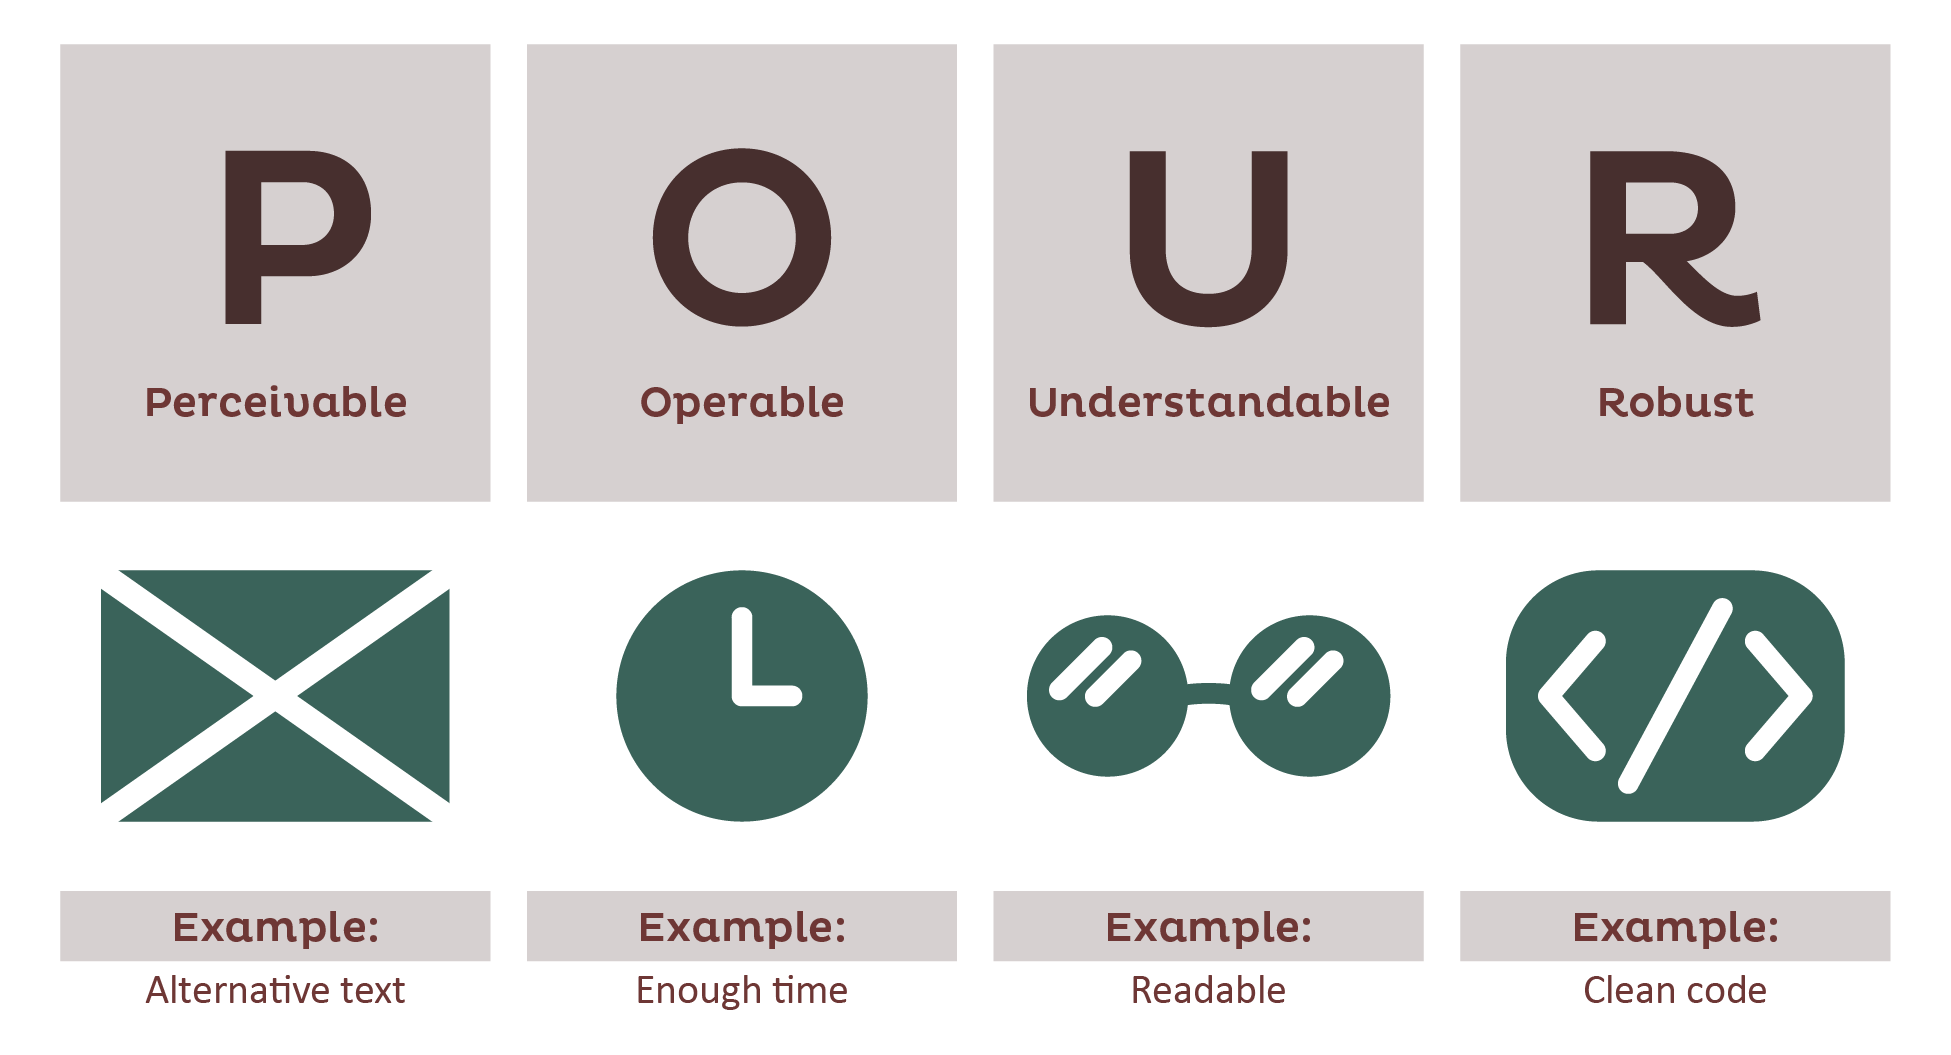 P
Perceivable
O
Operable
U
Understandable
R
Robust
</>
Example:
Alternative text
Example:
Enough time
Example:
Readable
Example:
Clean code